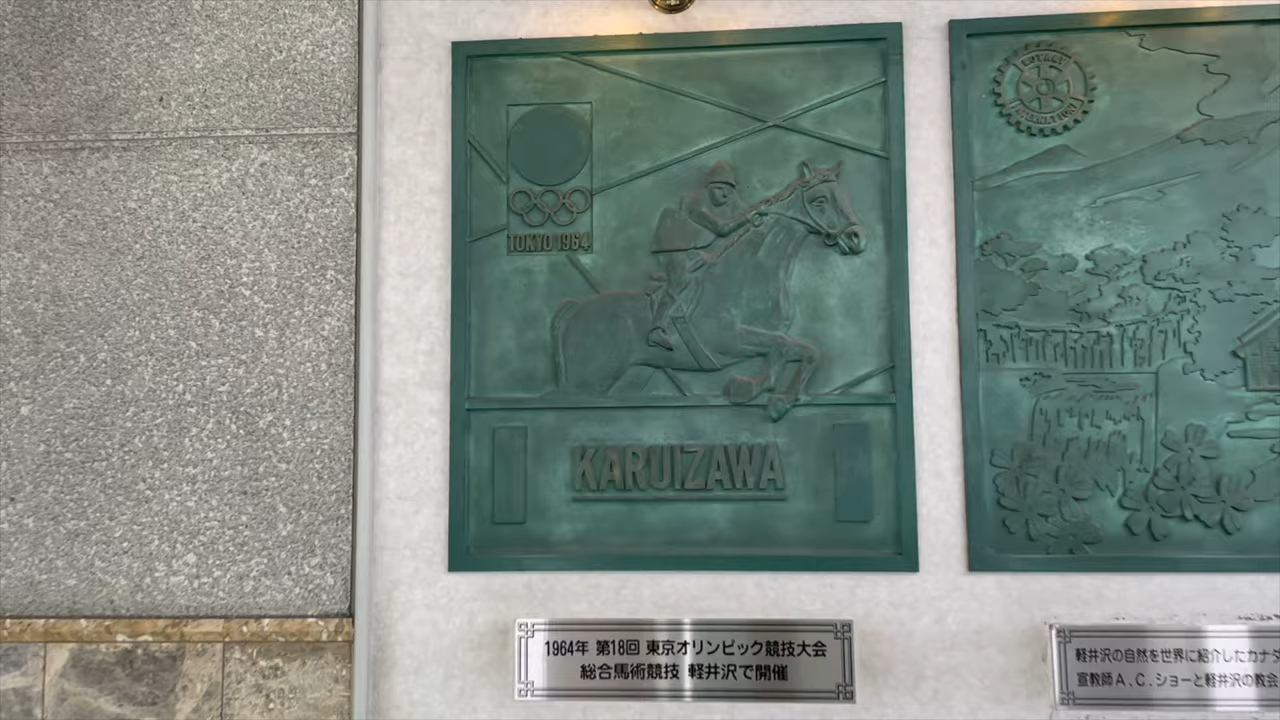 TOKYO 1964
KARUIZAWA
1964年 第18回 東京オリンピック競技大会
総合馬術競技 軽井沢で開催
ROTARY
INTERNATIONAL
軽井沢の自然を世界に紹介したカナダ
宣教師A.C.ショーと軽井沢の教会